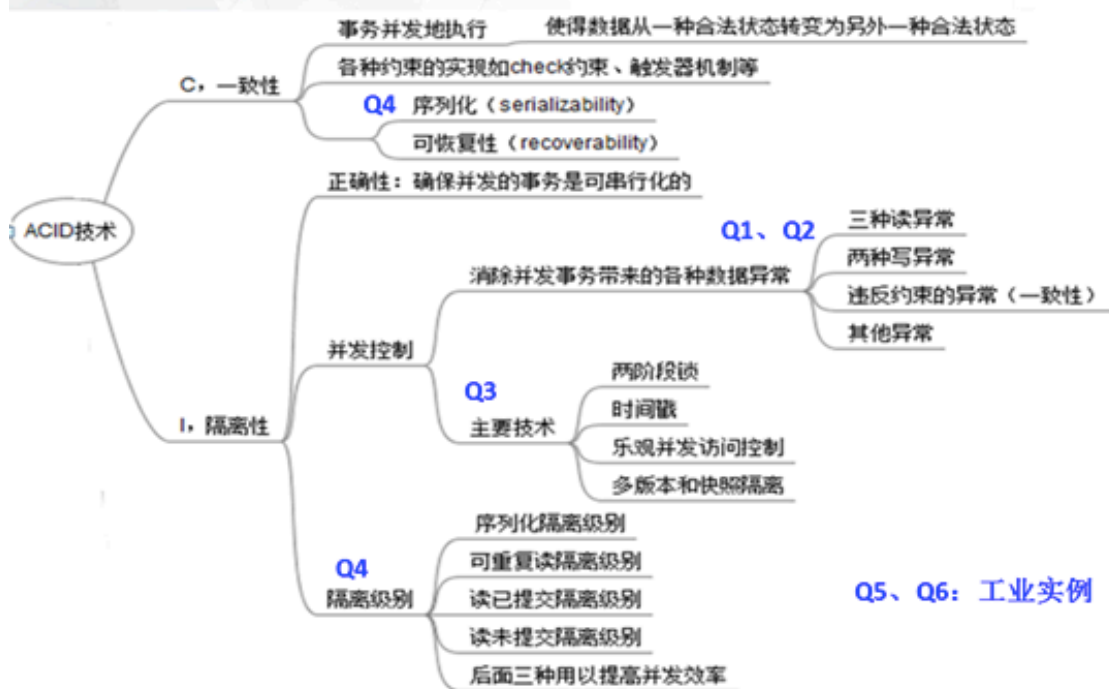 事务并发地执行
使得数据从一种合法状态转变为另外一种合法状态
C，一致性
各种约束的实现如check约束、触发器机制等
Q4
序列化（serializability）
可恢复性（recoverability）
ACID技术
正确性：确保并发的事务是可串行化的
Q1、Q2
三种读异常
消除并发事务带来的各种数据异常
两种写异常
违反约束的异常（一致性）
其他异常
并发控制
Q3
两阶段锁
主要技术
时间戳
乐观并发访问控制
多版本和快照隔离
I，隔离性
Q4
序列化隔离级别
可重复读隔离级别
隔离级别
读已提交隔离级别
读未提交隔离级别
后面三种用以提高并发效率
Q5、Q6：工业实例